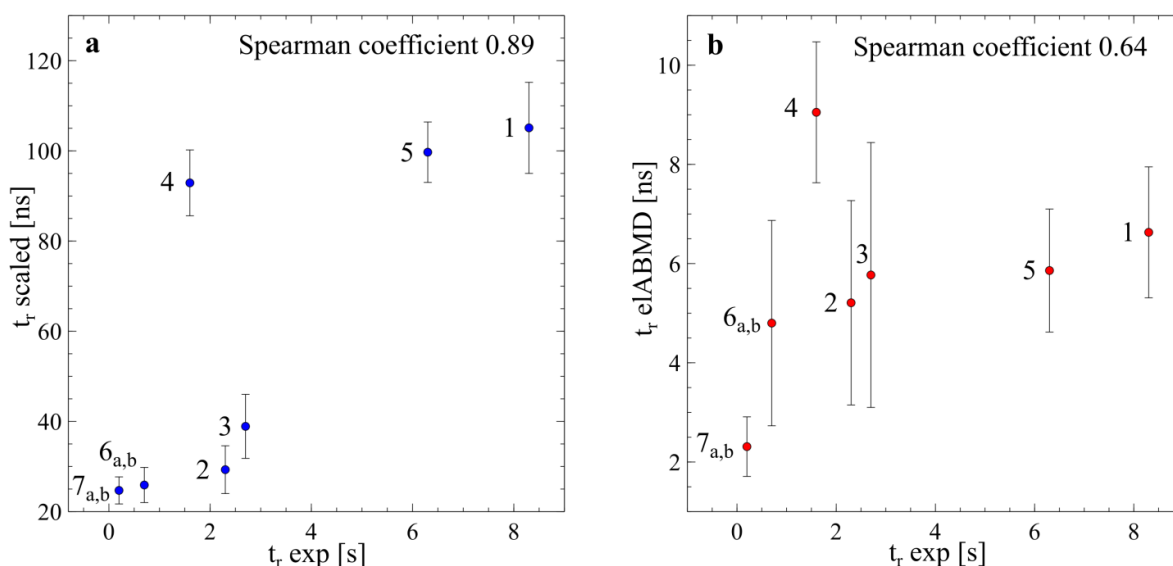 a
Spearman coefficient 0.89
120
100
80
60
40
20
t_r scaled [ns]
1
5
4
3
2
6_a,b
7_a,b
0
2
4
6
8
t_r exp [s]
b
Spearman coefficient 0.64
10
8
6
4
2
t_r elABMD [ns]
4
1
5
3
2
6_a,b
7_a,b
0
2
4
6
8
t_r exp [s]